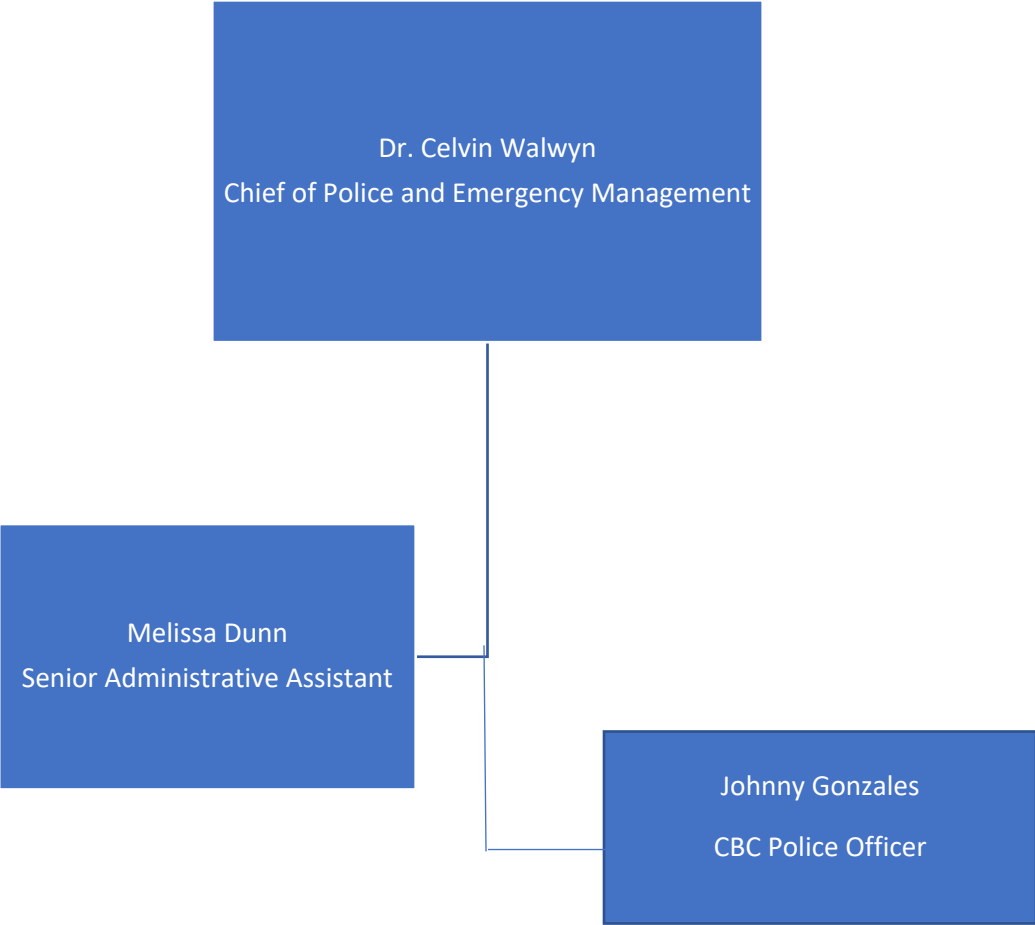 Dr. Celvin Walwyn
Chief of Police and Emergency Management
Melissa Dunn
Senior Administrative Assistant
Johnny Gonzales
CBC Police Officer